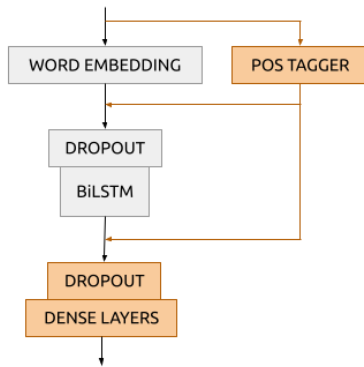 WORD EMBEDDING
POS TAGGER
DROPOUT
BiLSTM
DROPOUT
DENSE LAYERS